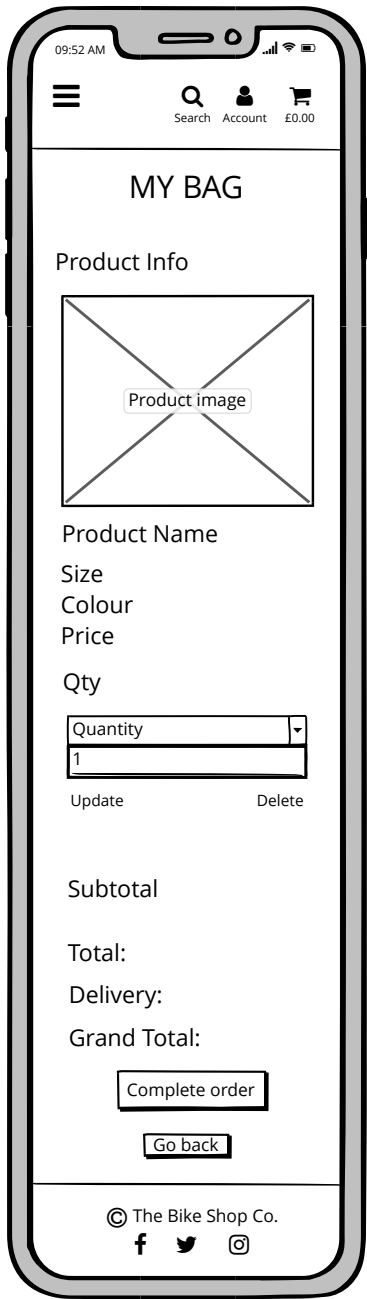 09:52 AM
Search Account £0.00
MY BAG
Product Info
Product image
Product Name
Size
Colour
Price
Qty
Quantity
1
Update Delete
Subtotal
Total:
Delivery:
Grand Total:
Complete order
Go back
© The Bike Shop Co.